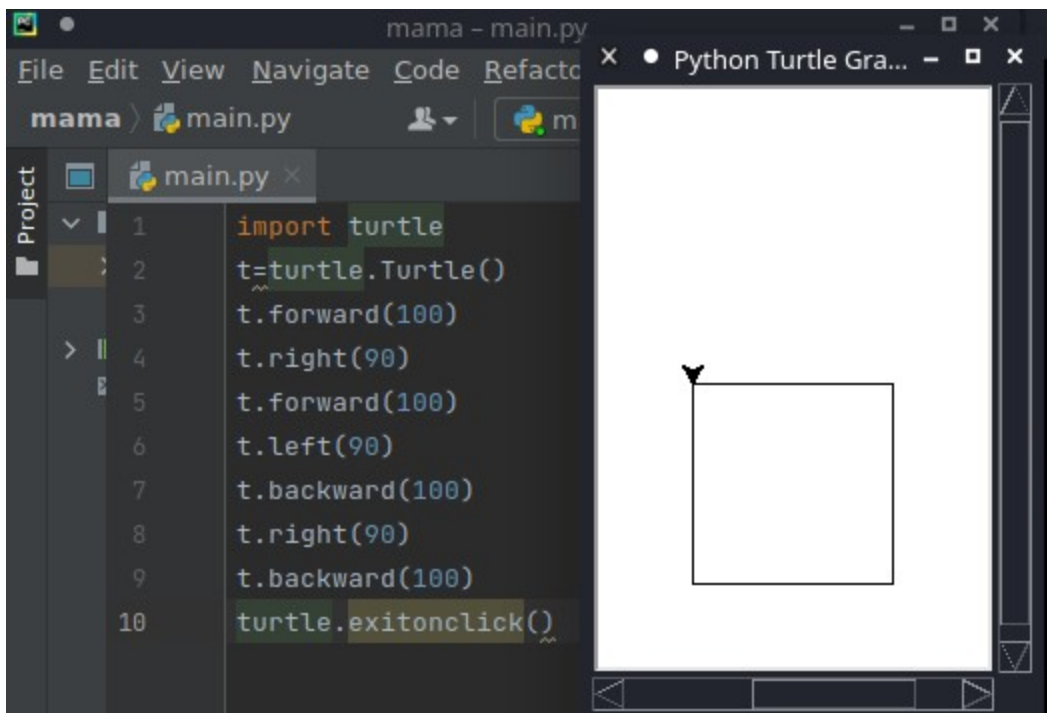 mama – main.py
File Edit View Navigate Code Refacto
mama main.py m
Project
main.py
1 import turtle
2 t=turtle.Turtle()
3 t.forward(100)
4 t.right(90)
5 t.forward(100)
6 t.left(90)
7 t.backward(100)
8 t.right(90)
9 t.backward(100)
10 turtle.exitonclick()
Python Turtle Gra...